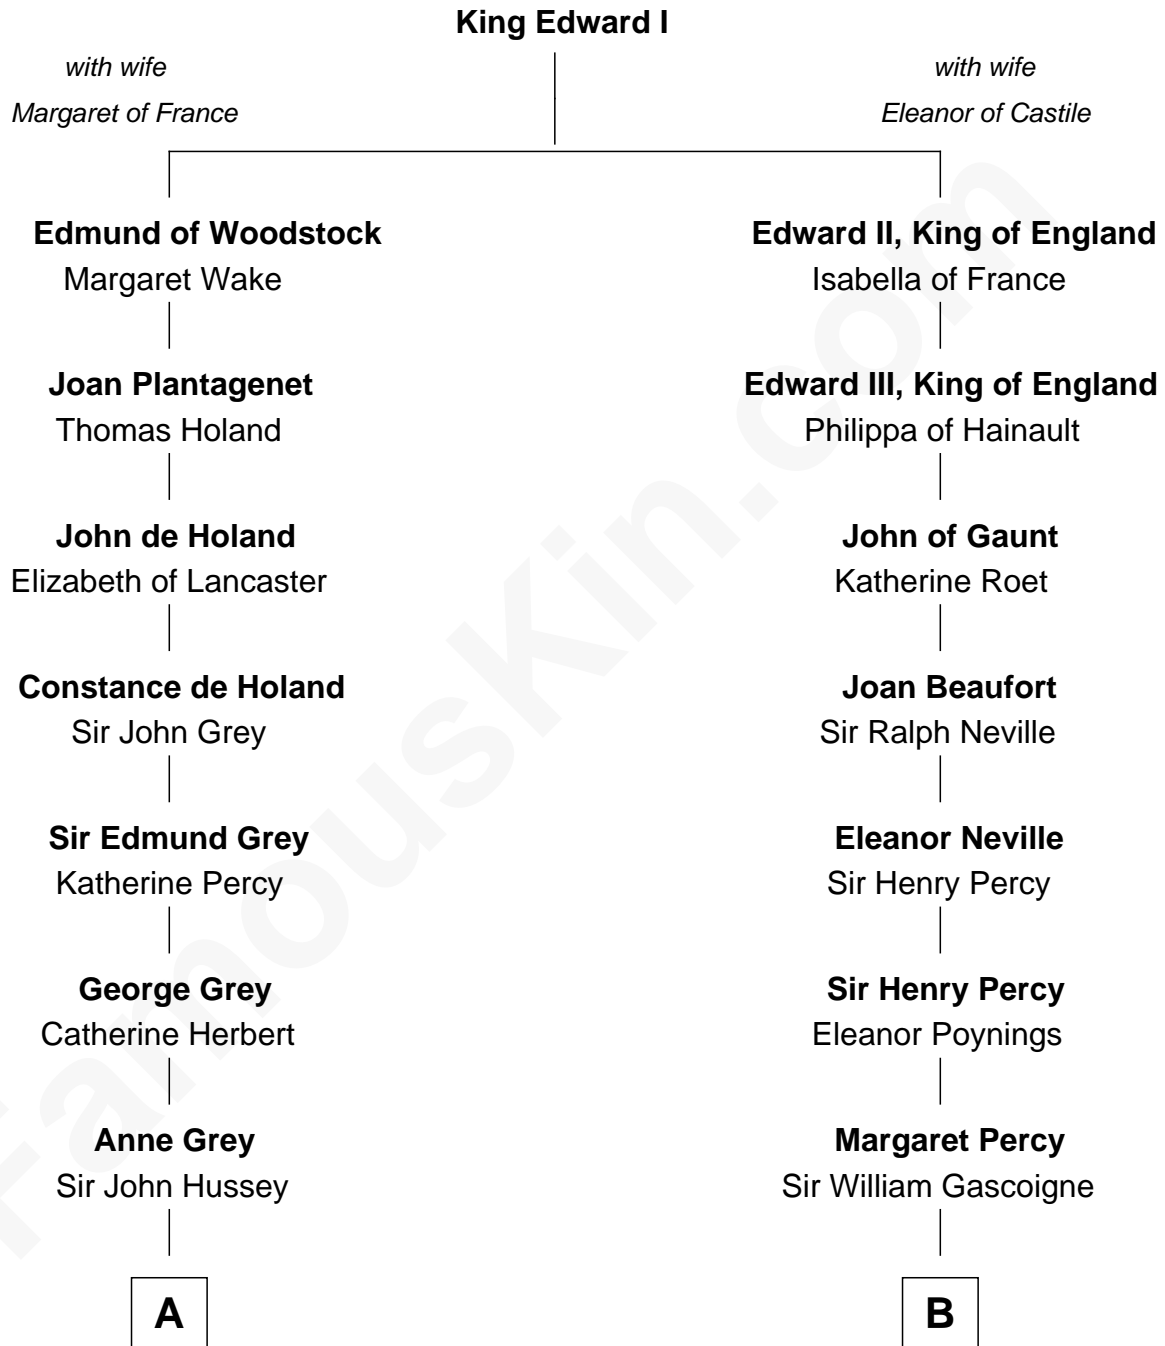 King Edward I
with wife
Margaret of France
with wife
Eleanor of Castile
Edmund of Woodstock
Margaret Wake
Edward II, King of England
Isabella of France
Joan Plantagenet
Thomas Holand
Edward III, King of England
Philippa of Hainault
John de Holand
Elizabeth of Lancaster
John of Gaunt
Katherine Roet
Constance de Holand
Sir John Grey
Joan Beaufort
Sir Ralph Neville
Sir Edmund Grey
Katherine Percy
Eleanor Neville
Sir Henry Percy
George Grey
Catherine Herbert
Sir Henry Percy
Eleanor Poynings
Anne Grey
Sir John Hussey
Margaret Percy
Sir William Gascoigne
A
B
FamousKin.com